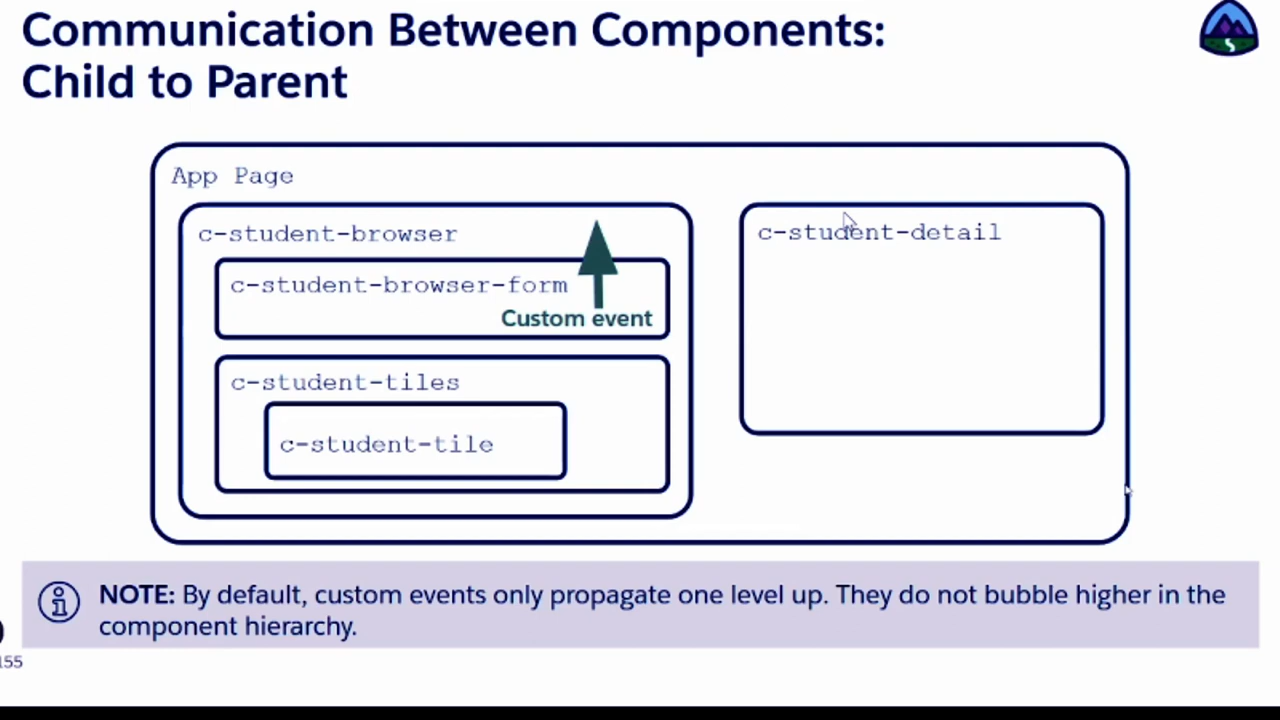 Communication Between Components:
Child to Parent
App Page
c-student-browser
c-student-browser-form
Custom event
c-student-tiles
c-student-tile
c-student-detail
NOTE: By default, custom events only propagate one level up. They do not bubble higher in the
component hierarchy.
155